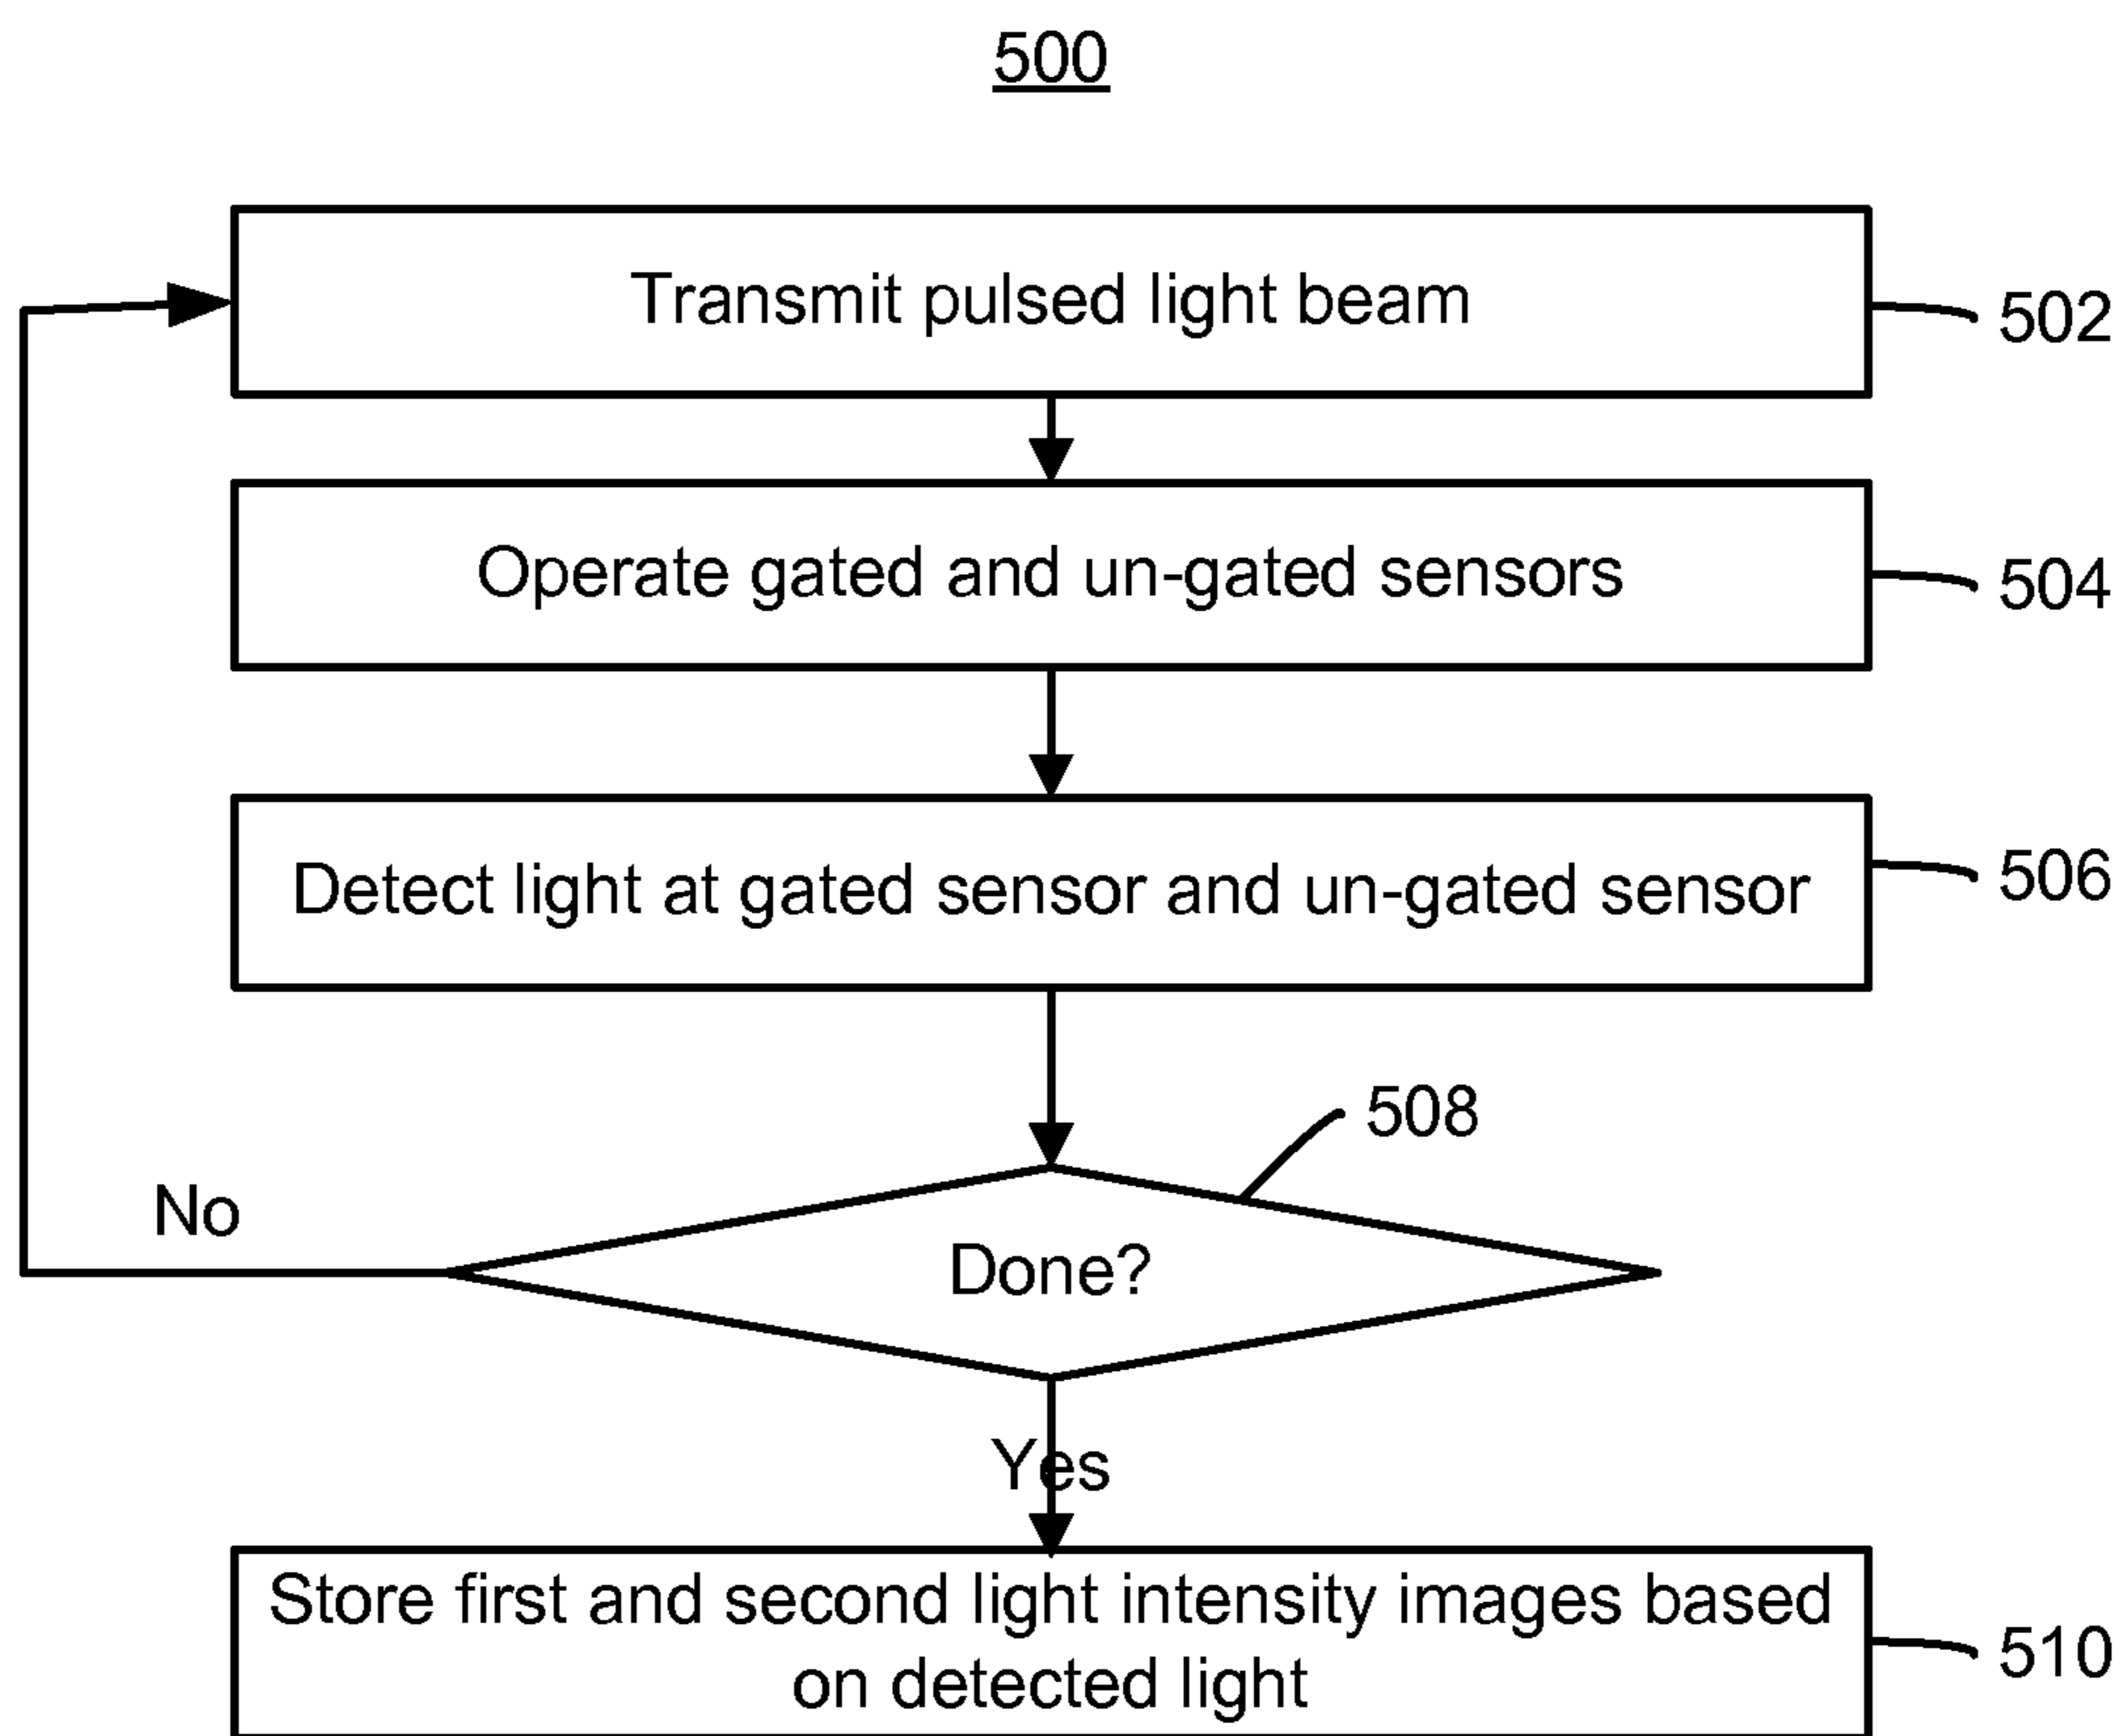 500
Transmit pulsed light beam
502
Operate gated and un-gated sensors
504
Detect light at gated sensor and un-gated sensor
506
508
No
Done?
Yes
Store first and second light intensity images based
on detected light
510